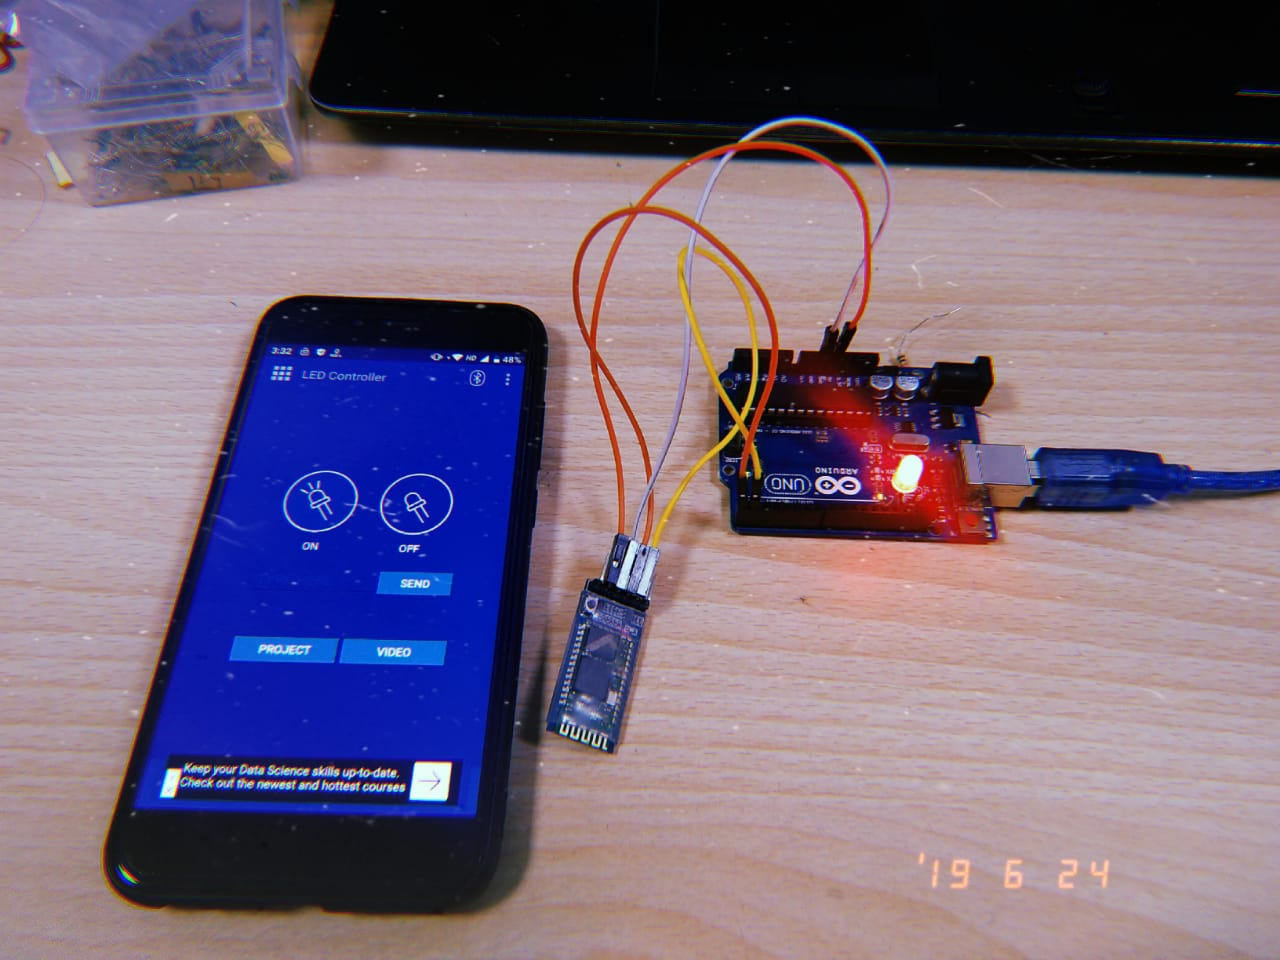 3:32
HD
48%
LED Controller
ON
OFF
SEND
PROJECT
VIDEO
Keep your Data Science skills up-to-date.
Check out the newest and hottest courses
UNO
ARDUINO
'19 6 24